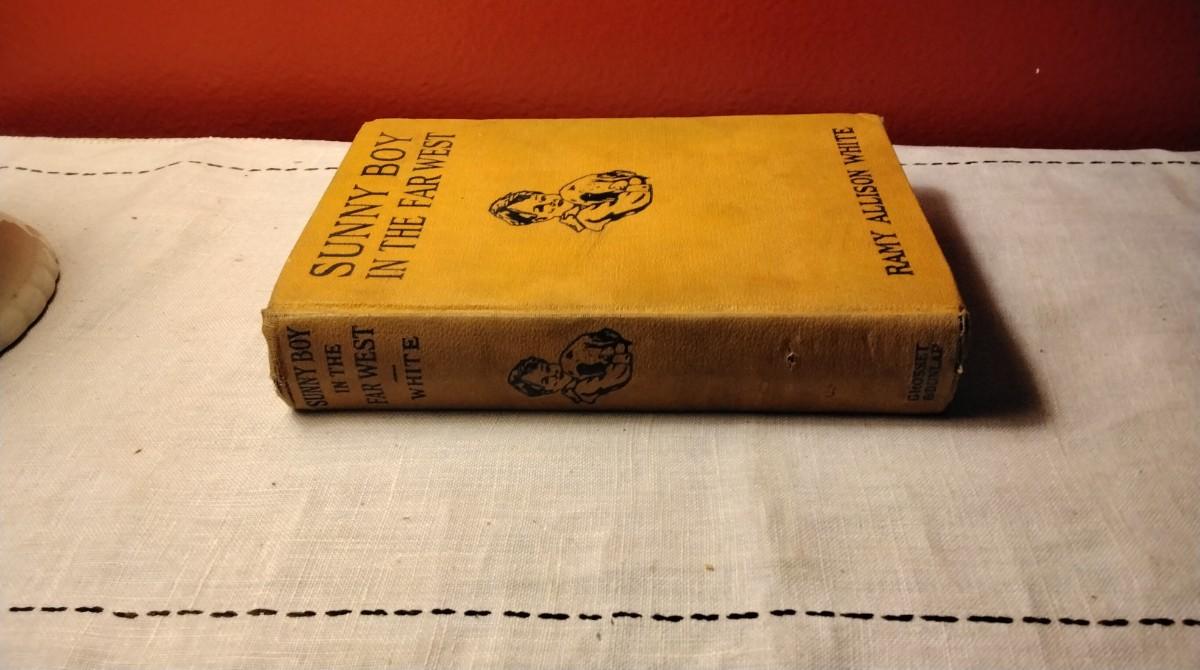 SUNNY BOY
IN THE FAR WEST
RAMY ALLISON WHITE
SUNNY BOY
IN THE
FAR WEST
WHITE
GROSSET
& DUNLAP